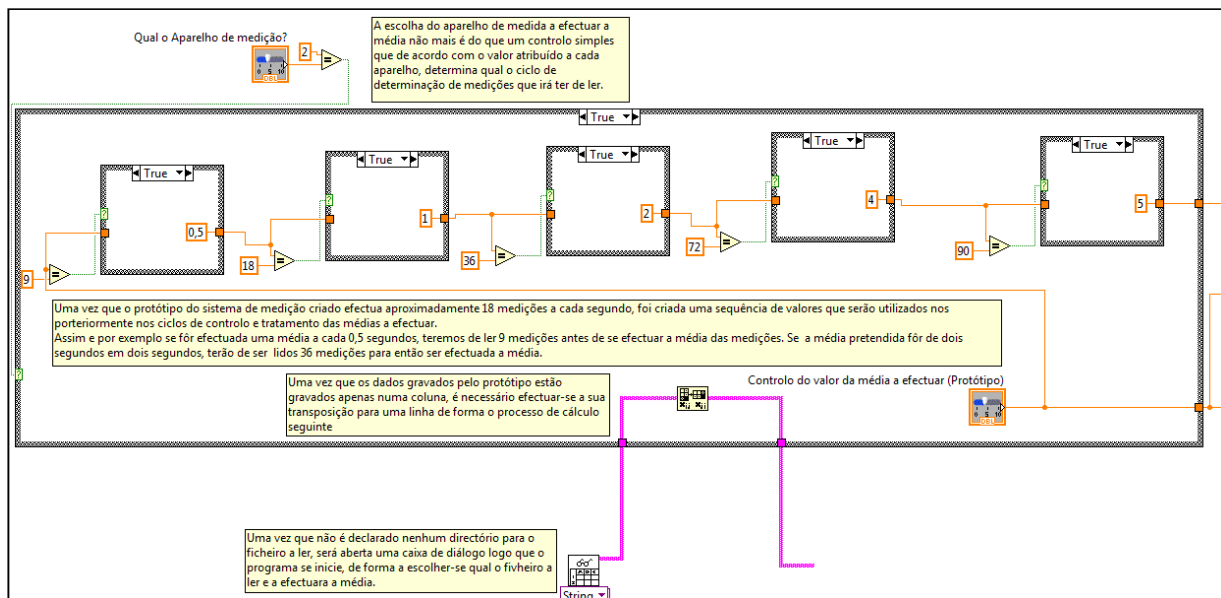 A escolha do aparelho de medida a efectuar a
média não mais é do que um controlo simples
que de acordo com o valor atribuído a cada
aparelho, determina qual o ciclo de
determinação de medições que irá ter de ler.
Qual o Aparelho de medição?
0 5 10
DBL
2
=
True
True
True
True
True
True
?
?
?
?
?
0,5
1
2
4
5
9
=
18
=
36
=
72
=
90
=
?
Uma vez que o protótipo do sistema de medição criado efectua aproximadamente 18 medições a cada segundo, foi criada uma sequência de valores que serão utilizados nos
porteriormente nos ciclos de controlo e tratamento das médias a efectuar.
Assim e por exemplo se fôr efectuada uma média a cada 0,5 segundos, teremos de ler 9 medições antes de se efectuar a média das medições. Se a média pretendida fôr de dois
segundos em dois segundos, terão de ser lidos 36 medições para então ser efectuada a média.
Uma vez que os dados gravados pelo protótipo estão
gravados apenas numa coluna, é necessário efectuar-se a sua
transposição para uma linha de forma o processo de cálculo
seguinte
Controlo do valor da média a efectuar (Protótipo)
0 5 10
DBL
Uma vez que não é declarado nenhum directório para o
ficheiro a ler, será aberta uma caixa de diálogo logo que o
programa se inicie, de forma a escolher-se qual o fivheiro a
ler e a efectuara a média.
String